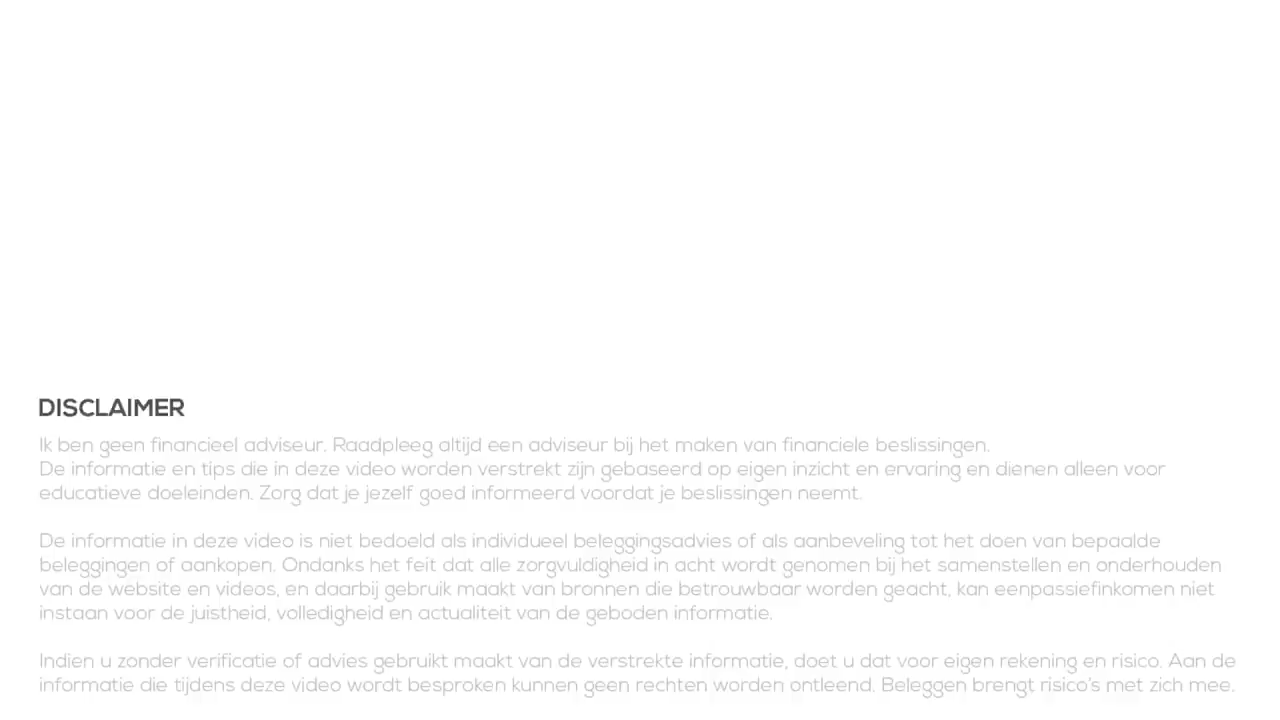 DISCLAIMER
Ik ben geen financieel adviseur. Raadpleeg altijd een adviseur bij het maken van financiele beslissingen.
De informatie en tips die in deze video worden verstrekt zijn gebaseerd op eigen inzicht en ervaring en dienen alleen voor
educatieve doeleinden. Zorg dat je jezelf goed informeerd voordat je beslissingen neemt.
De informatie in deze video is niet bedoeld als individueel beleggingsadvies of als aanbeveling tot het doen van bepaalde
beleggingen of aankopen. Ondanks het feit dat alle zorgvuldigheid in acht wordt genomen bij het samenstellen en onderhouden
van de website en videos, en daarbij gebruik maakt van bronnen die betrouwbaar worden geacht, kan eenpassiefinkomen niet
instaan voor de juistheid, volledigheid en actualiteit van de geboden informatie.
Indien u zonder verificatie of advies gebruikt maakt van de verstrekte informatie, doet u dat voor eigen rekening en risico. Aan de
informatie die tijdens deze video wordt besproken kunnen geen rechten worden ontleend. Beleggen brengt risico's met zich mee.